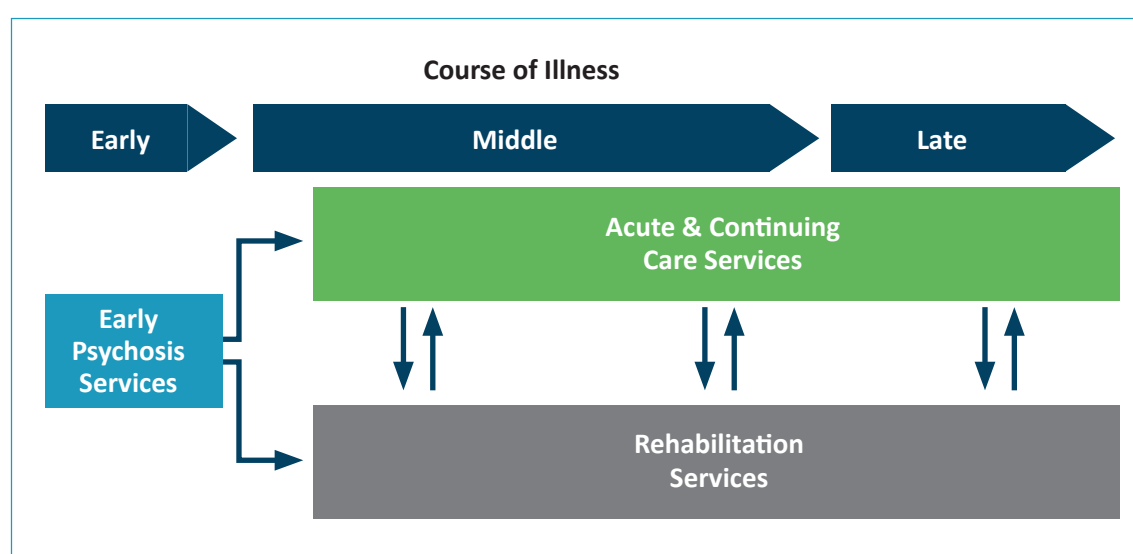 Course of Illness
Early
Middle
Late
Acute & Continuing
Care Services
Early
Psychosis
Services
Rehabilitation
Services